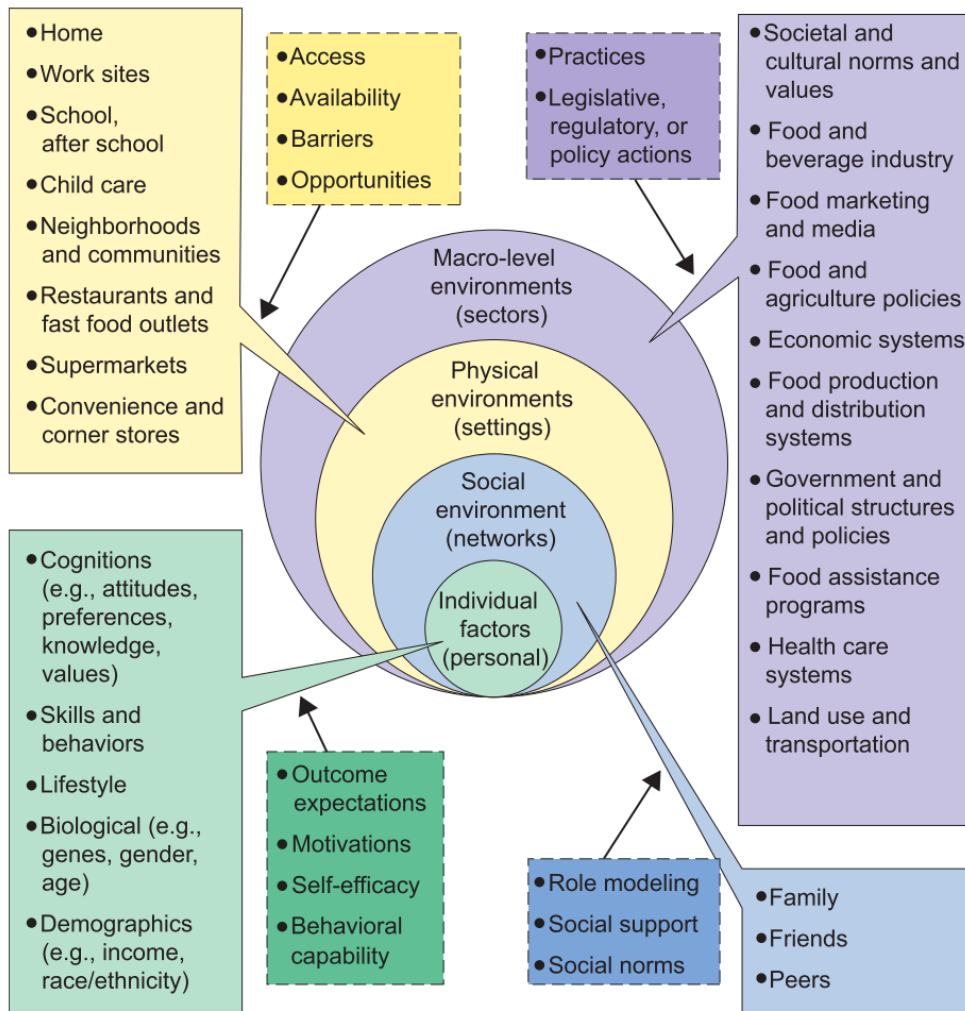 • Home
• Work sites
• School,
after school
• Child care
• Neighborhoods
and communities
• Restaurants and
fast food outlets
• Supermarkets
• Convenience and
corner stores
• Access
• Availability
• Barriers
• Opportunities
• Practices
• Legislative,
regulatory, or
policy actions
• Societal and
cultural norms and
values
• Food and
beverage industry
• Food marketing
and media
• Food and
agriculture policies
• Economic systems
• Food production
and distribution
systems
• Government and
political structures
and policies
• Food assistance
programs
• Health care
systems
• Land use and
transportation
Macro-level
environments
(sectors)
Physical
environments
(settings)
Social
environment
(networks)
Individual
factors
(personal)
• Cognitions
(e.g., attitudes,
preferences,
knowledge,
values)
• Skills and
behaviors
• Lifestyle
• Biological (e.g.,
genes, gender,
age)
• Demographics
(e.g., income,
race/ethnicity)
• Outcome
expectations
• Motivations
• Self-efficacy
• Behavioral
capability
• Role modeling
• Social support
• Social norms
• Family
• Friends
• Peers